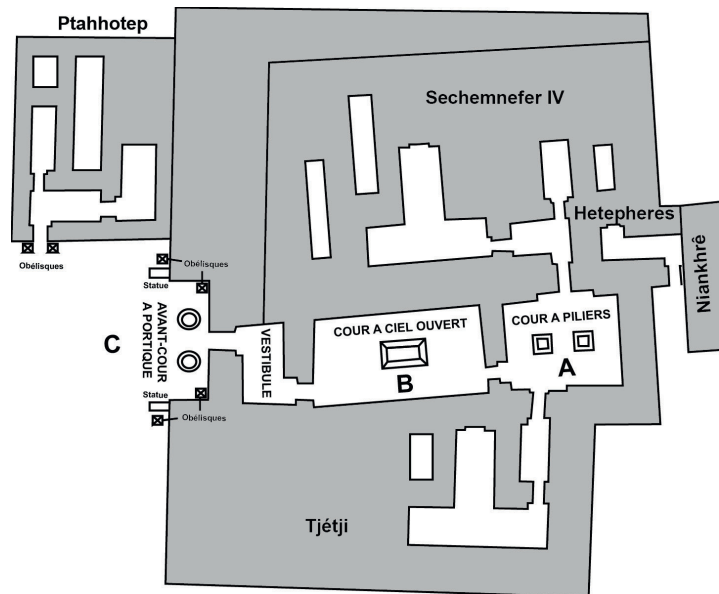 Ptahhotep
Sechemnefer IV
Hetepheres
Niankhrê
Obélisques
Obélisques
Statue
AVANT-COUR
A PORTIQUE
C
VESTIBULE
COUR A CIEL OUVERT
B
COUR A PILIERS
A
Statue
Obélisques
Tjétji